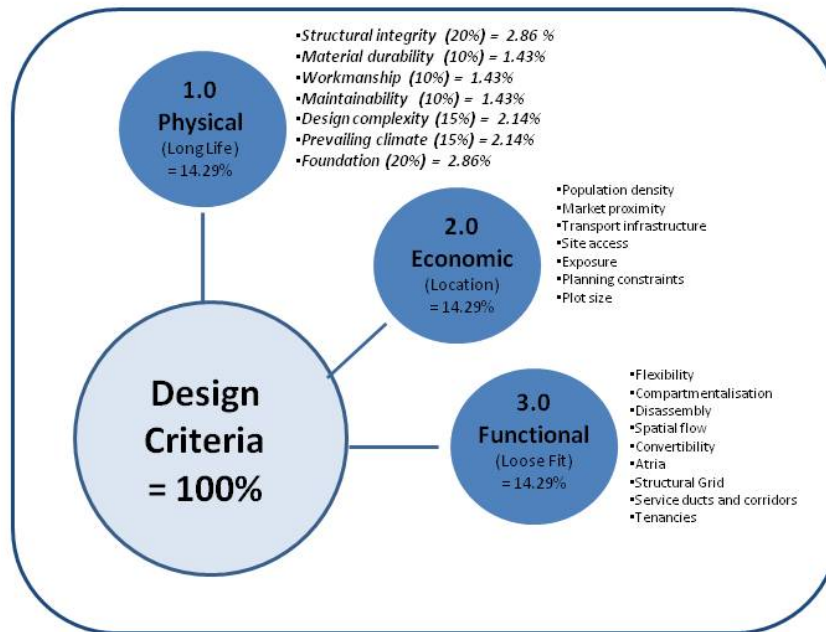 ▪Structural integrity (20%) = 2.86 %
▪Material durability (10%) = 1.43%
▪Workmanship (10%) = 1.43%
▪Maintainability (10%) = 1.43%
▪Design complexity (15%) = 2.14%
▪Prevailing climate (15%) = 2.14%
▪Foundation (20%) = 2.86%
1.0
Physical
(Long Life)
= 14.29%
2.0
Economic
(Location)
= 14.29%
▪Population density
▪Market proximity
▪Transport infrastructure
▪Site access
▪Exposure
▪Planning constraints
▪Plot size
3.0
Functional
(Loose Fit)
= 14.29%
▪Flexibility
▪Compartmentalisation
▪Disassembly
▪Spatial flow
▪Convertibility
▪Atria
▪Structural Grid
▪Service ducts and corridors
▪Tenancies
Design
Criteria
= 100%